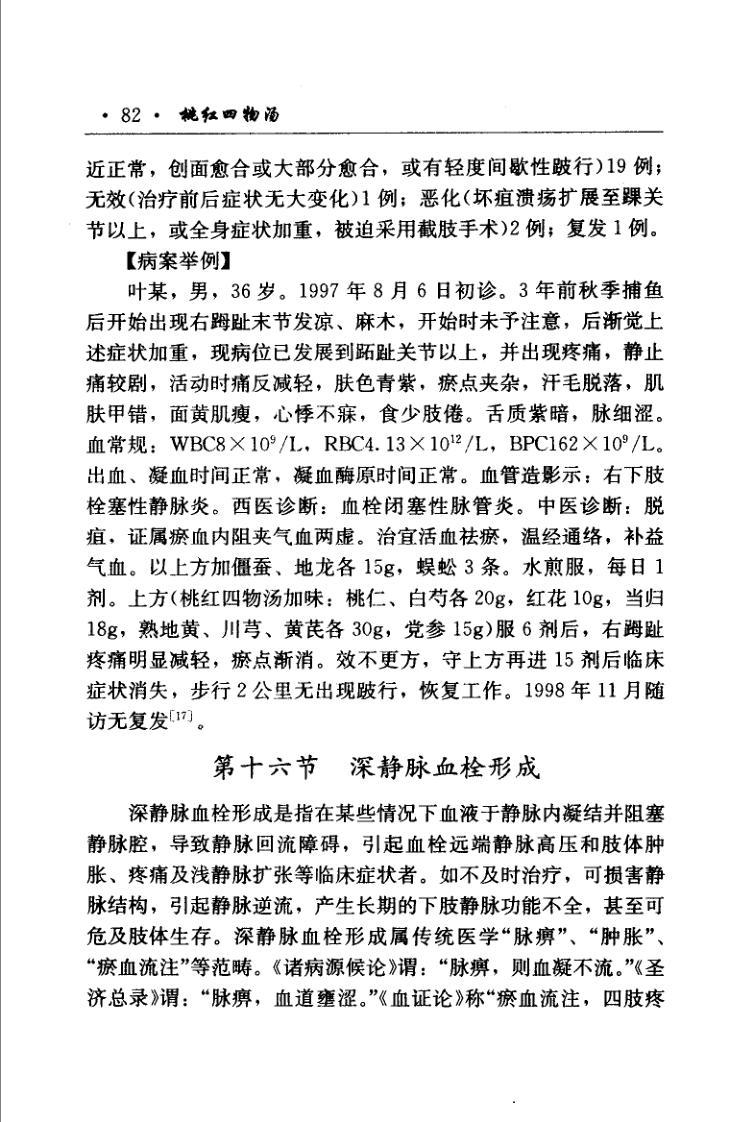 · 82 · 桃红四物汤
近正常，创面愈合或大部分愈合，或有轻度间歇性跛行)19 例；
无效(治疗前后症状无大变化)1 例；恶化(坏疽溃疡扩展至踝关
节以上，或全身症状加重，被迫采用截肢手术)2 例；复发 1 例。
【病案举例】
叶某，男，36 岁。1997 年 8 月 6 日初诊。3 年前秋季捕鱼
后开始出现右踇趾末节发凉、麻木，开始时未予注意，后渐觉上
述症状加重，现病位已发展到跖趾关节以上，并出现疼痛，静止
痛较剧，活动时痛反减轻，肤色青紫，瘀点夹杂，汗毛脱落，肌
肤甲错，面黄肌瘦，心悸不寐，食少肢倦。舌质紫暗，脉细涩。
血常规：WBC8×10⁹/L，RBC4.13×10¹²/L，BPC162×10⁹/L。
出血、凝血时间正常，凝血酶原时间正常。血管造影示：右下肢
栓塞性静脉炎。西医诊断：血栓闭塞性脉管炎。中医诊断：脱
疽，证属瘀血内阻夹气血两虚。治宜活血祛瘀，温经通络，补益
气血。以上方加僵蚕、地龙各 15g，蜈蚣 3 条。水煎服，每日 1
剂。上方(桃红四物汤加味：桃仁、白芍各 20g，红花 10g，当归
18g，熟地黄、川芎、黄芪各 30g，党参 15g)服 6 剂后，右踇趾
疼痛明显减轻，瘀点渐消。效不更方，守上方再进 15 剂后临床
症状消失，步行 2 公里无出现跛行，恢复工作。1998 年 11 月随
访无复发〔17〕。
第十六节 深静脉血栓形成
深静脉血栓形成是指在某些情况下血液于静脉内凝结并阻塞
静脉腔，导致静脉回流障碍，引起血栓远端静脉高压和肢体肿
胀、疼痛及浅静脉扩张等临床症状者。如不及时治疗，可损害静
脉结构，引起静脉逆流，产生长期的下肢静脉功能不全，甚至可
危及肢体生存。深静脉血栓形成属传统医学“脉痹”、“肿胀”、
“瘀血流注”等范畴。《诸病源候论》谓：“脉痹，则血凝不流。”《圣
济总录》谓：“脉痹，血道壅涩。”《血证论》称“瘀血流注，四肢疼